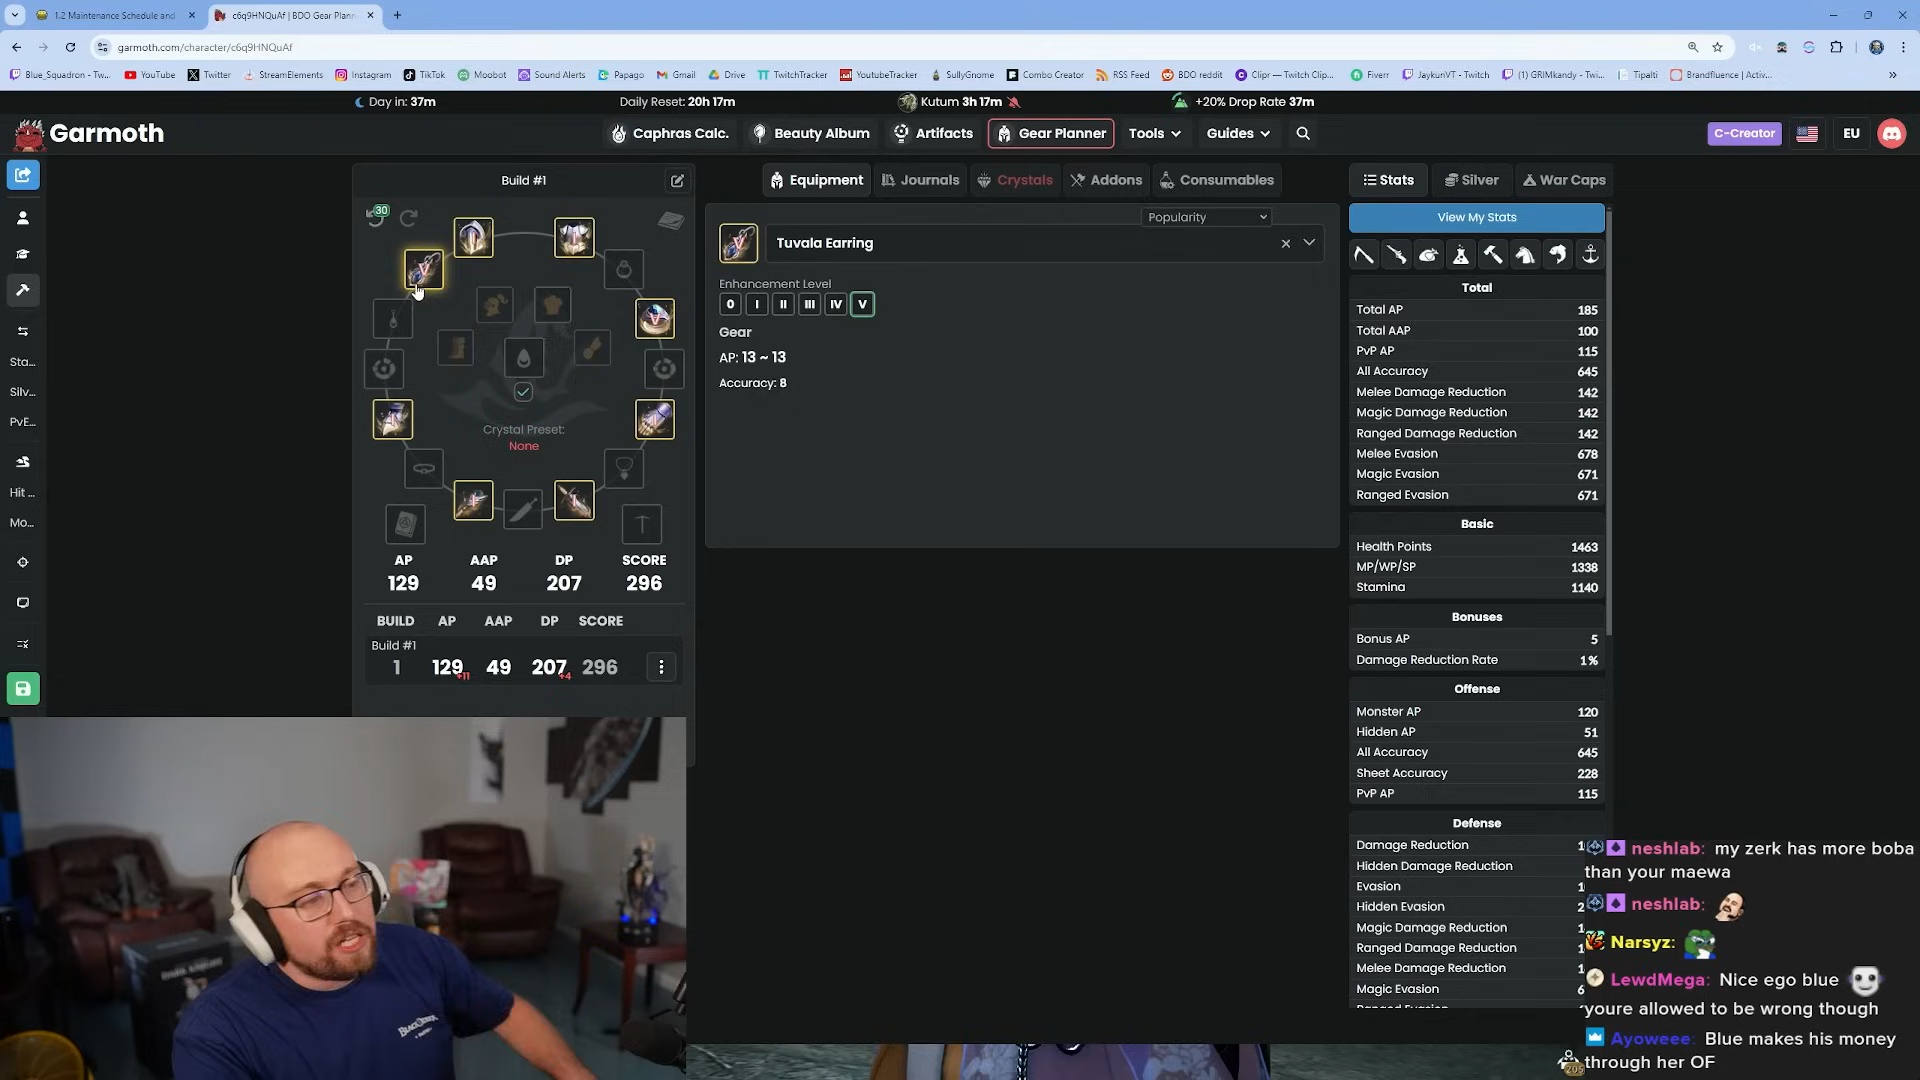 1.2 Maintenance Schedule and
c6q9HNQuAf | BDO Gear Plann
garmoth.com/character/c6q9HNQuAf
Blue_Squadron - Tw...
YouTube
Twitter
StreamElements
Instagram
TikTok
Moobot
Sound Alerts
Papago
Gmail
Drive
TwitchTracker
YoutubeTracker
SullyGnome
Combo Creator
RSS Feed
BDO reddit
Clipr — Twitch Clip...
Fiverr
JaykunVT - Twitch
(1) GRIMkandy - Twi...
Tipalti
Brandfluence | Activ...
Day in: 37m
Daily Reset: 20h 17m
Kutum 3h 17m
+20% Drop Rate 37m
Garmoth
Caphras Calc.
Beauty Album
Artifacts
Gear Planner
Tools
Guides
C-Creator
EU
Build #1
30
Equipment
Journals
Crystals
Addons
Consumables
Stats
Silver
War Caps
Popularity
Tuvala Earring
Enhancement Level
0 I II III IV V
Gear
AP: 13 ~ 13
Accuracy: 8
Sta...
Silv...
PvE...
Hit ...
Mo...
Crystal Preset:
None
AP AAP DP SCORE
129 49 207 296
BUILD AP AAP DP SCORE
Build #1
1 129 +11 49 207 +4 296
View My Stats
Total
Total AP 185
Total AAP 100
PvP AP 115
All Accuracy 645
Melee Damage Reduction 142
Magic Damage Reduction 142
Ranged Damage Reduction 142
Melee Evasion 678
Magic Evasion 671
Ranged Evasion 671
Basic
Health Points 1463
MP/WP/SP 1338
Stamina 1140
Bonuses
Bonus AP 5
Damage Reduction Rate 1%
Offense
Monster AP 120
Hidden AP 51
All Accuracy 645
Sheet Accuracy 228
PvP AP 115
Defense
Damage Reduction 1
Hidden Damage Reduction
Evasion 1
Hidden Evasion 2
Magic Damage Reduction 1
Ranged Damage Reduction 1
Melee Damage Reduction 1
Magic Evasion 6
neshlab: my zerk has more boba
than your maewa
neshlab:
Narsyz:
LewdMega: Nice ego blue
youre allowed to be wrong though
Ayoweee: Blue makes his money
through her OF
205